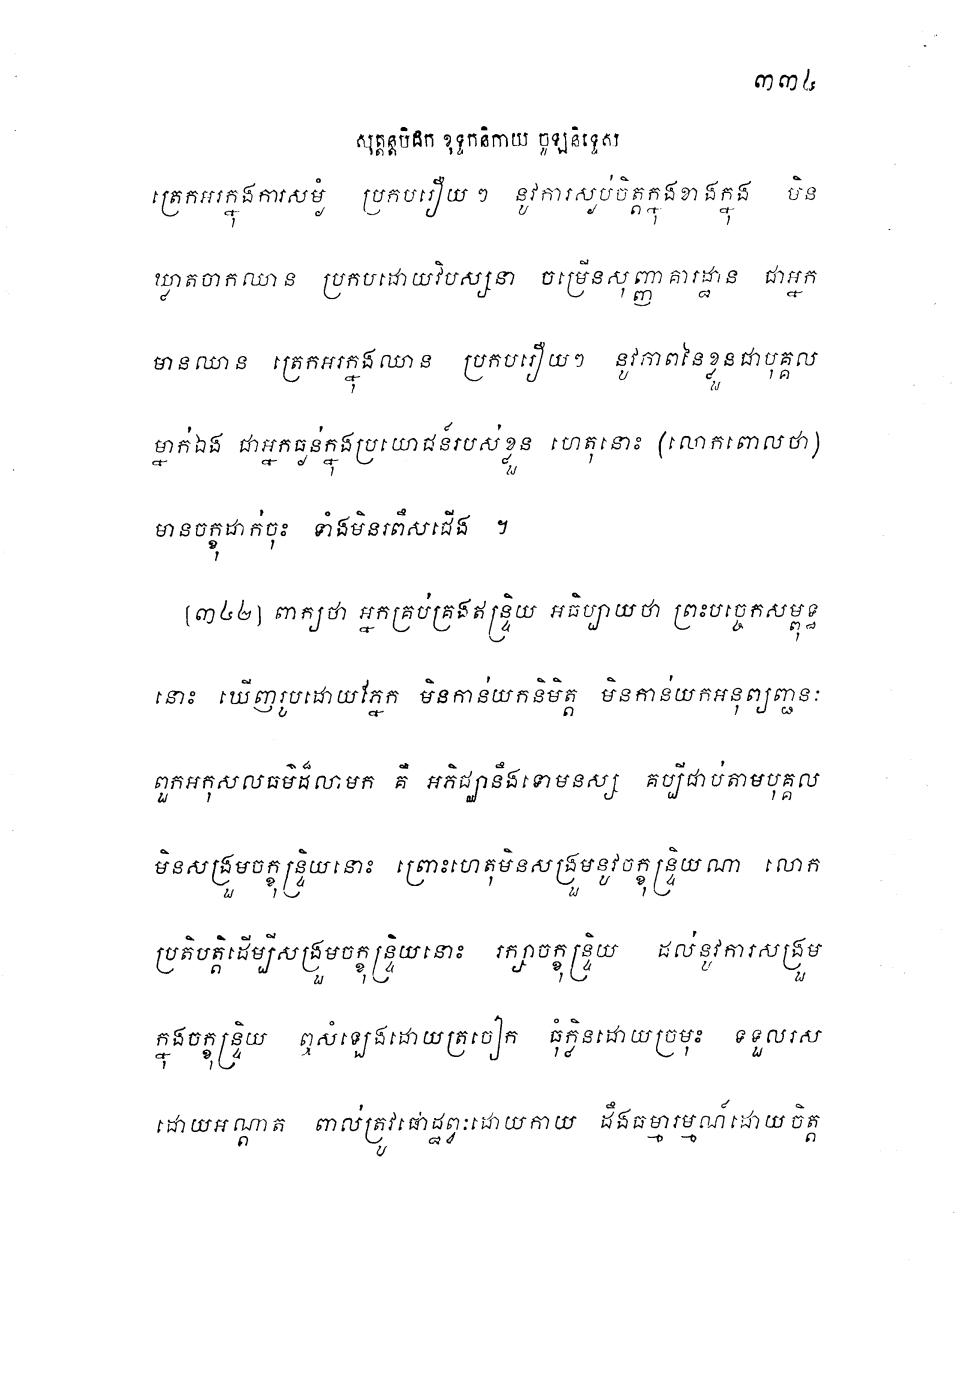 ៣៣៤
សុត្តន្តបិដក ខុទ្ទកនិកាយ ចូឡនិទ្ទេស
ត្រេកអរក្នុងការសម្ងំ ប្រកបរឿយ ៗ នូវការស្ងប់ចិត្តក្នុងខាងក្នុង មិន
ឃ្លាតចាកឈាន ប្រកបដោយវិបស្សនា ចម្រើនសុញ្ញាគារដ្ឋាន ជាអ្នក
មានឈាន ត្រេកអរក្នុងឈាន ប្រកបរឿយៗ នូវភាពនៃខ្លួនជាបុគ្គល
ម្នាក់ឯង ជាអ្នកធ្ងន់ក្នុងប្រយោជន៍របស់ខ្លួន ហេតុនោះ (លោកពោលថា)
មានចក្ខុដាក់ចុះ ទាំងមិនរពឹសជើង ។
[៣៤២] ពាក្យថា អ្នកគ្រប់គ្រងឥន្ទ្រិយ អធិប្បាយថា ព្រះបច្ចេកសម្ពុទ្ធ
នោះ ឃើញរូបដោយភ្នែក មិនកាន់យកនិមិត្ត មិនកាន់យកអនុព្យញ្ជនៈ
ពួកអកុសលធម៌ដ៏លាមក គឺ អភិជ្ឈានឹងទោមនស្ស គប្បីជាប់តាមបុគ្គល
មិនសង្រួមចក្ខុន្ទ្រិយនោះ ព្រោះហេតុមិនសង្រួមនូវចក្ខុន្ទ្រិយណា លោក
ប្រតិបត្តិដើម្បីសង្រួមចក្ខុន្ទ្រិយនោះ រក្សាចក្ខុន្ទ្រិយ ដល់នូវការសង្រួម
ក្នុងចក្ខុន្ទ្រិយ ឮសំឡេងដោយត្រចៀក ធុំក្លិនដោយច្រមុះ ទទួលរស
ដោយអណ្តាត ពាល់ត្រូវផោដ្ឋព្វៈដោយកាយ ដឹងធម្មារម្មណ៍ដោយចិត្ត